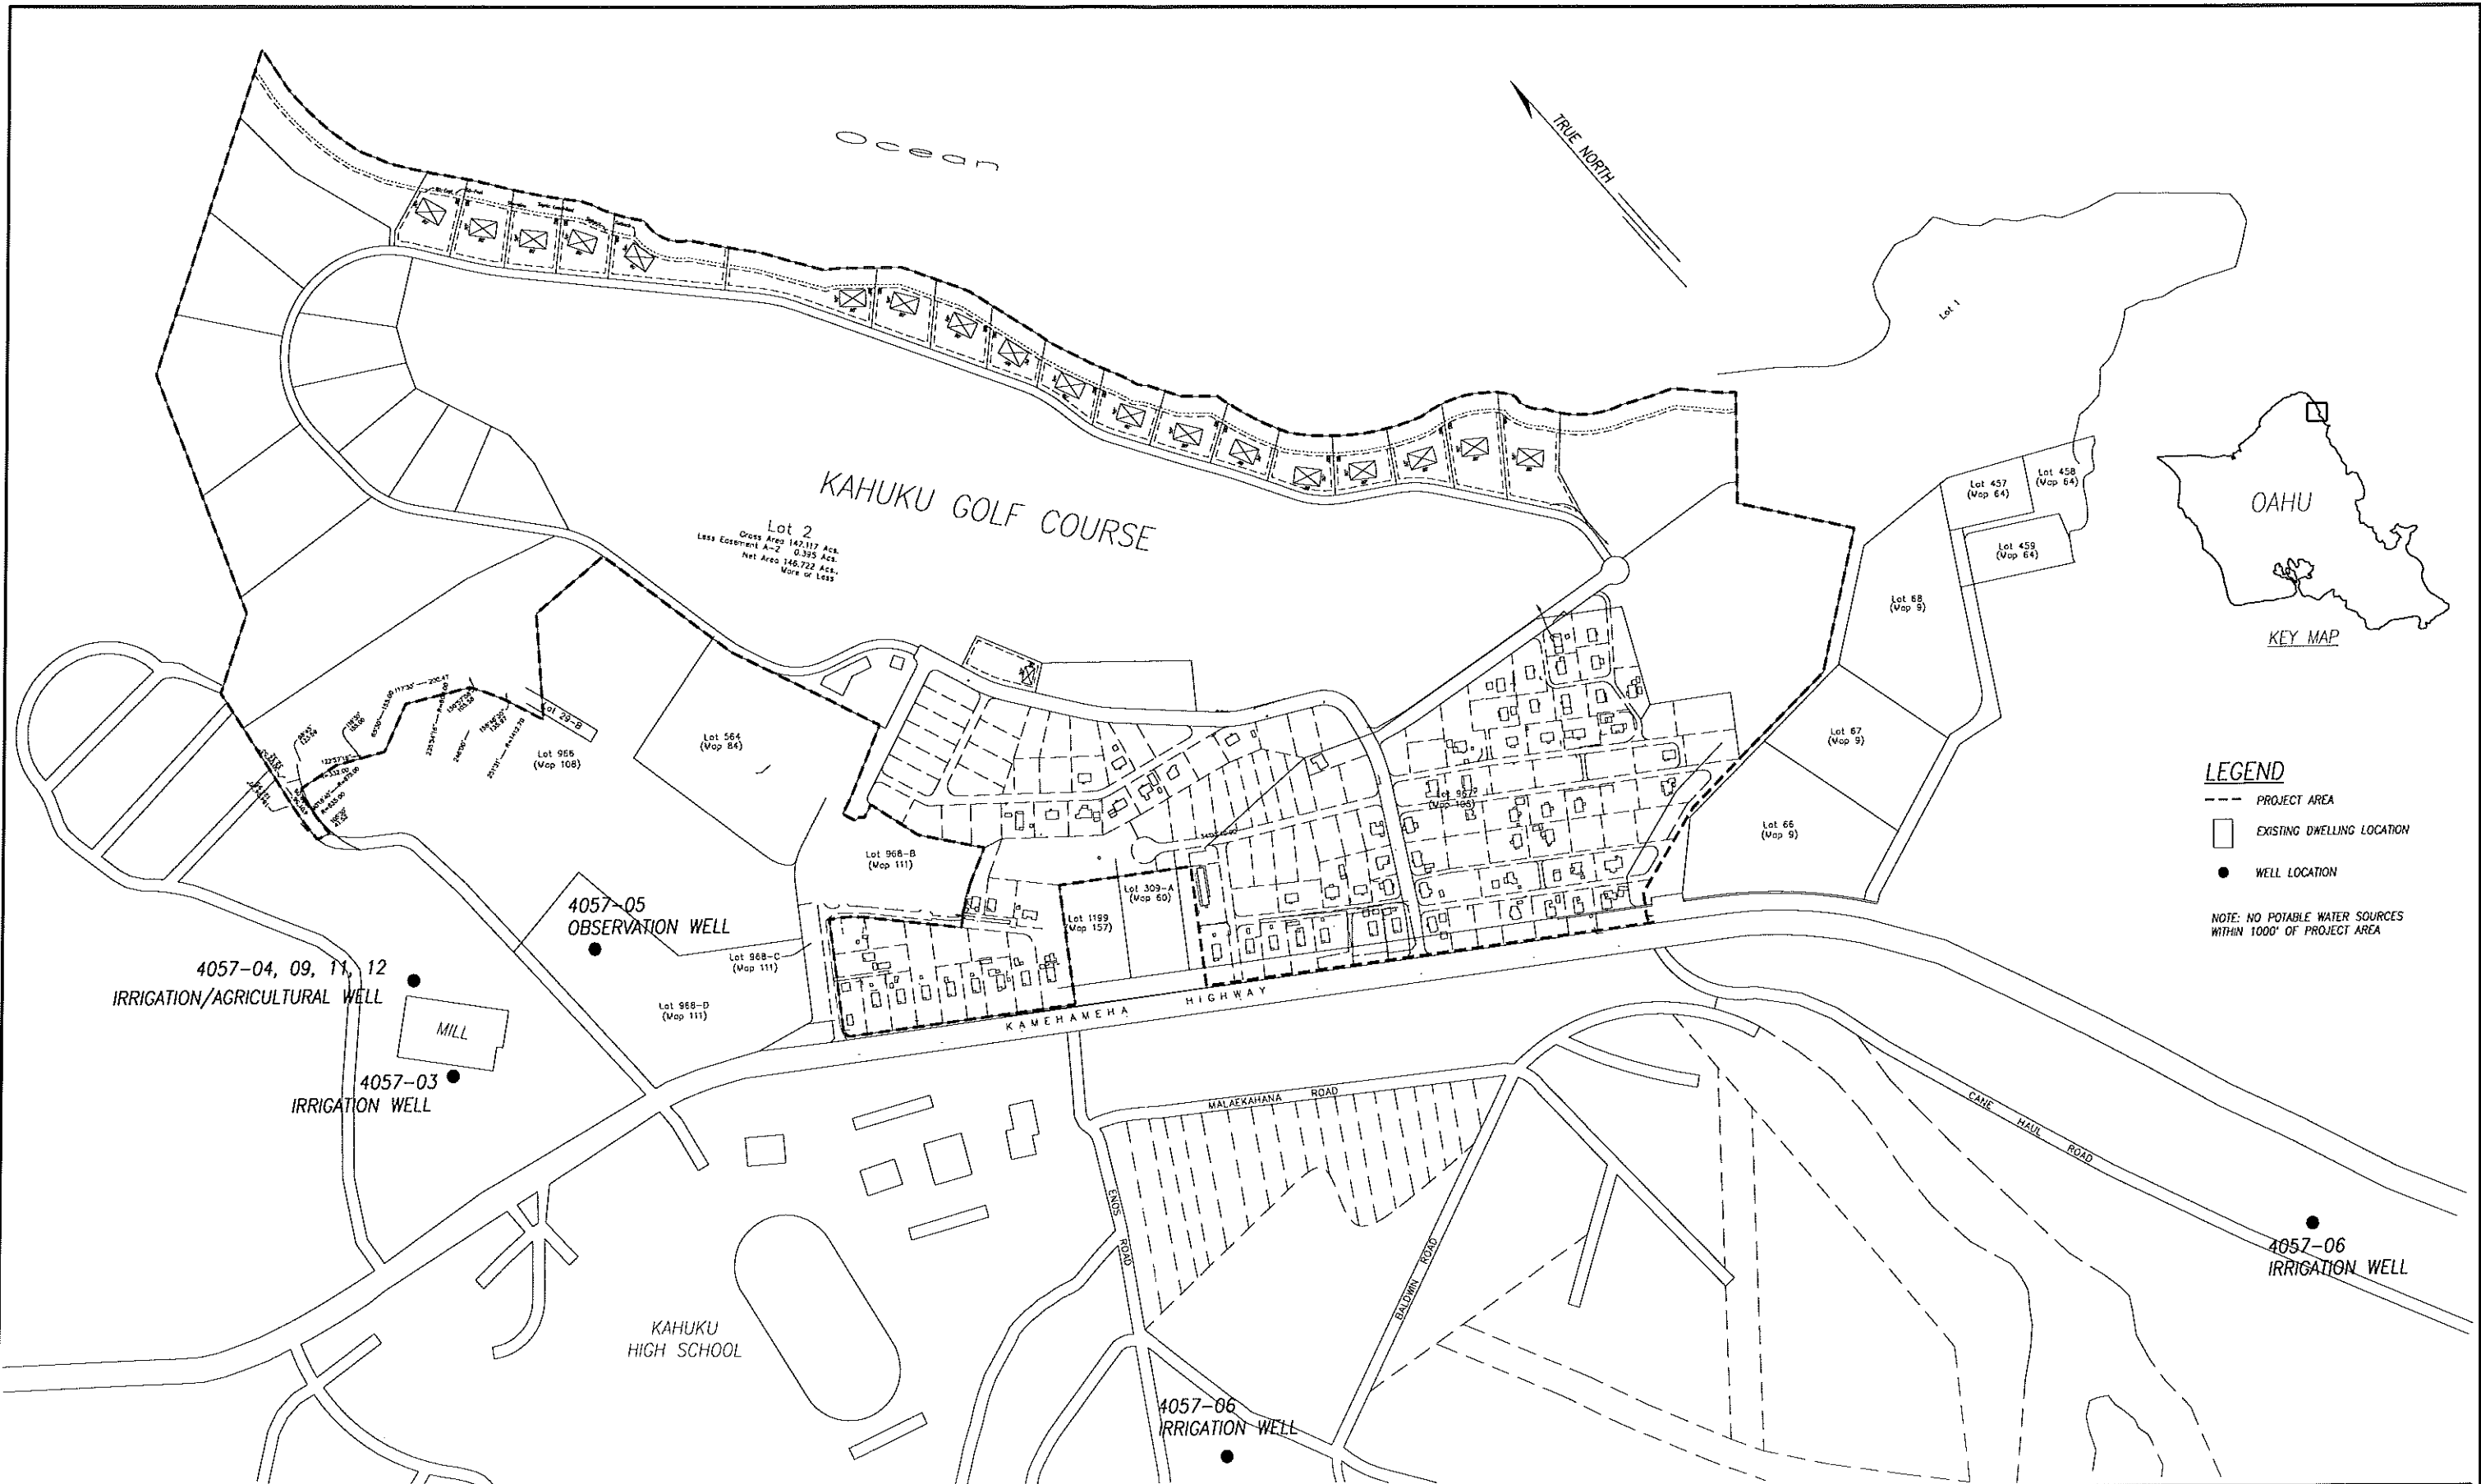 Ocean
TRUE NORTH
Lot 1
KAHUKU GOLF COURSE
Lot 2
Gross Area 147.117 Acs.
Less Easement A-2 0.395 Acs.
Net Area 146.722 Acs.,
More or Less
Lot 457
(Map 64)
Lot 458
(Map 64)
Lot 459
(Map 64)
Lot 68
(Map 9)
Lot 67
(Map 9)
Lot 66
(Map 9)
OAHU
KEY MAP
LEGEND
PROJECT AREA
EXISTING DWELLING LOCATION
WELL LOCATION
NOTE: NO POTABLE WATER SOURCES
WITHIN 1000' OF PROJECT AREA
Lot 29-B
Lot 564
(Map 84)
Lot 966
(Map 108)
Lot 968-B
(Map 111)
Lot 309-A
(Map 60)
Lot 1199
(Map 157)
Lot 968-C
(Map 111)
Lot 968-D
(Map 111)
4057-05
OBSERVATION WELL
4057-04, 09, 11, 12
IRRIGATION/AGRICULTURAL WELL
MILL
4057-03
IRRIGATION WELL
KAMEHAMEHA HIGHWAY
MALAEKAHANA ROAD
ENOS ROAD
BALDWIN ROAD
CANE HAUL ROAD
KAHUKU
HIGH SCHOOL
4057-06
IRRIGATION WELL
4057-06
IRRIGATION WELL